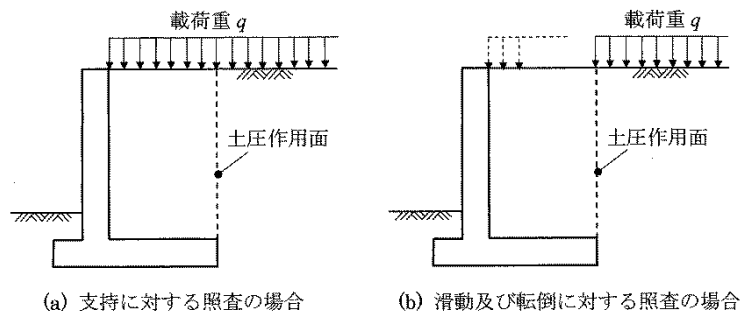 載荷重 q
載荷重 q
土圧作用面
土圧作用面
(a) 支持に対する照査の場合
(b) 滑動及び転倒に対する照査の場合